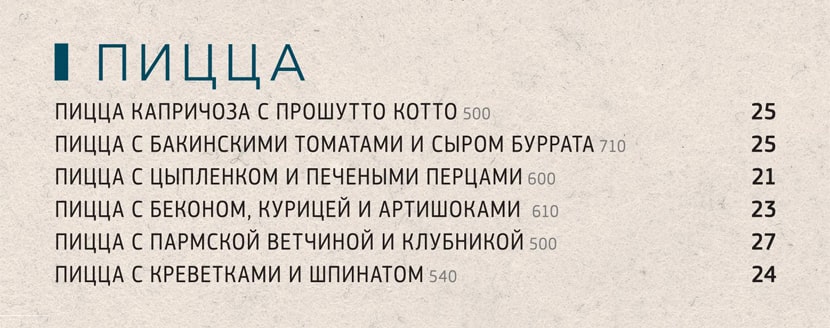 ПИЦЦА
ПИЦЦА КАПРИЧОЗА С ПРОШУТТО КОТТО 500 25
ПИЦЦА С БАКИНСКИМИ ТОМАТАМИ И СЫРОМ БУРРАТА 710 25
ПИЦЦА С ЦЫПЛЕНКОМ И ПЕЧЕНЫМИ ПЕРЦАМИ 600 21
ПИЦЦА С БЕКОНОМ, КУРИЦЕЙ И АРТИШОКАМИ 610 23
ПИЦЦА С ПАРМСКОЙ ВЕТЧИНОЙ И КЛУБНИКОЙ 500 27
ПИЦЦА С КРЕВЕТКАМИ И ШПИНАТОМ 540 24